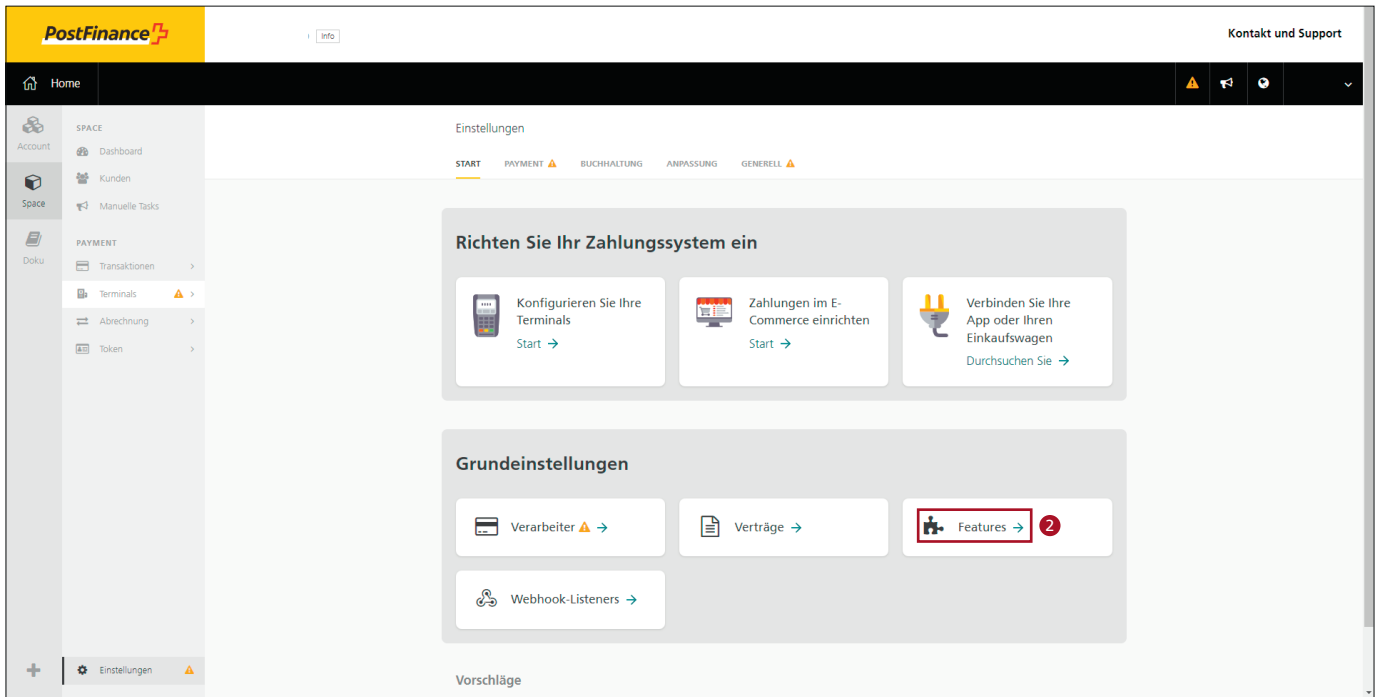 PostFinance
Info
Kontakt und Support
Home
Account
Space
Doku
SPACE
Dashboard
Kunden
Manuelle Tasks
PAYMENT
Transaktionen
Terminals
Abrechnung
Token
Einstellungen
Einstellungen
START PAYMENT BUCHHALTUNG ANPASSUNG GENERELL
Richten Sie Ihr Zahlungssystem ein
Konfigurieren Sie Ihre
Terminals
Start →
Zahlungen im E-
Commerce einrichten
Start →
Verbinden Sie Ihre
App oder Ihren
Einkaufswagen
Durchsuchen Sie →
Grundeinstellungen
Verarbeiter →
Verträge →
Features → 2
Webhook-Listeners →
Vorschläge